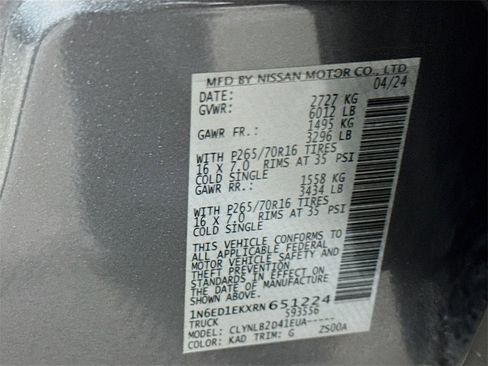 MFD BY NISSAN MOTOR CO., LTD
DATE: 04/24
GVWR: 2727 KG
6012 LB
GAWR FR.: 1495 KG
3296 LB
WITH P265/70R16 TIRES
16 X 7.0 RIMS AT 35 PSI
COLD SINGLE
GAWR RR.: 1558 KG
3434 LB
WITH P265/70R16 TIRES
16 X 7.0 RIMS AT 35 PSI
COLD SINGLE
THIS VEHICLE CONFORMS TO
ALL APPLICABLE FEDERAL
MOTOR VEHICLE SAFETY AND
THEFT PREVENTION
STANDARDS IN EFFECT ON
THE DATE OF MANUFACTURE
SHOWN ABOVE.
1N6ED1EKXRN651224
TRUCK 593556
MODEL: CLYNLB2D41EUA-----
COLOR: KAD TRIM: G ZS00A